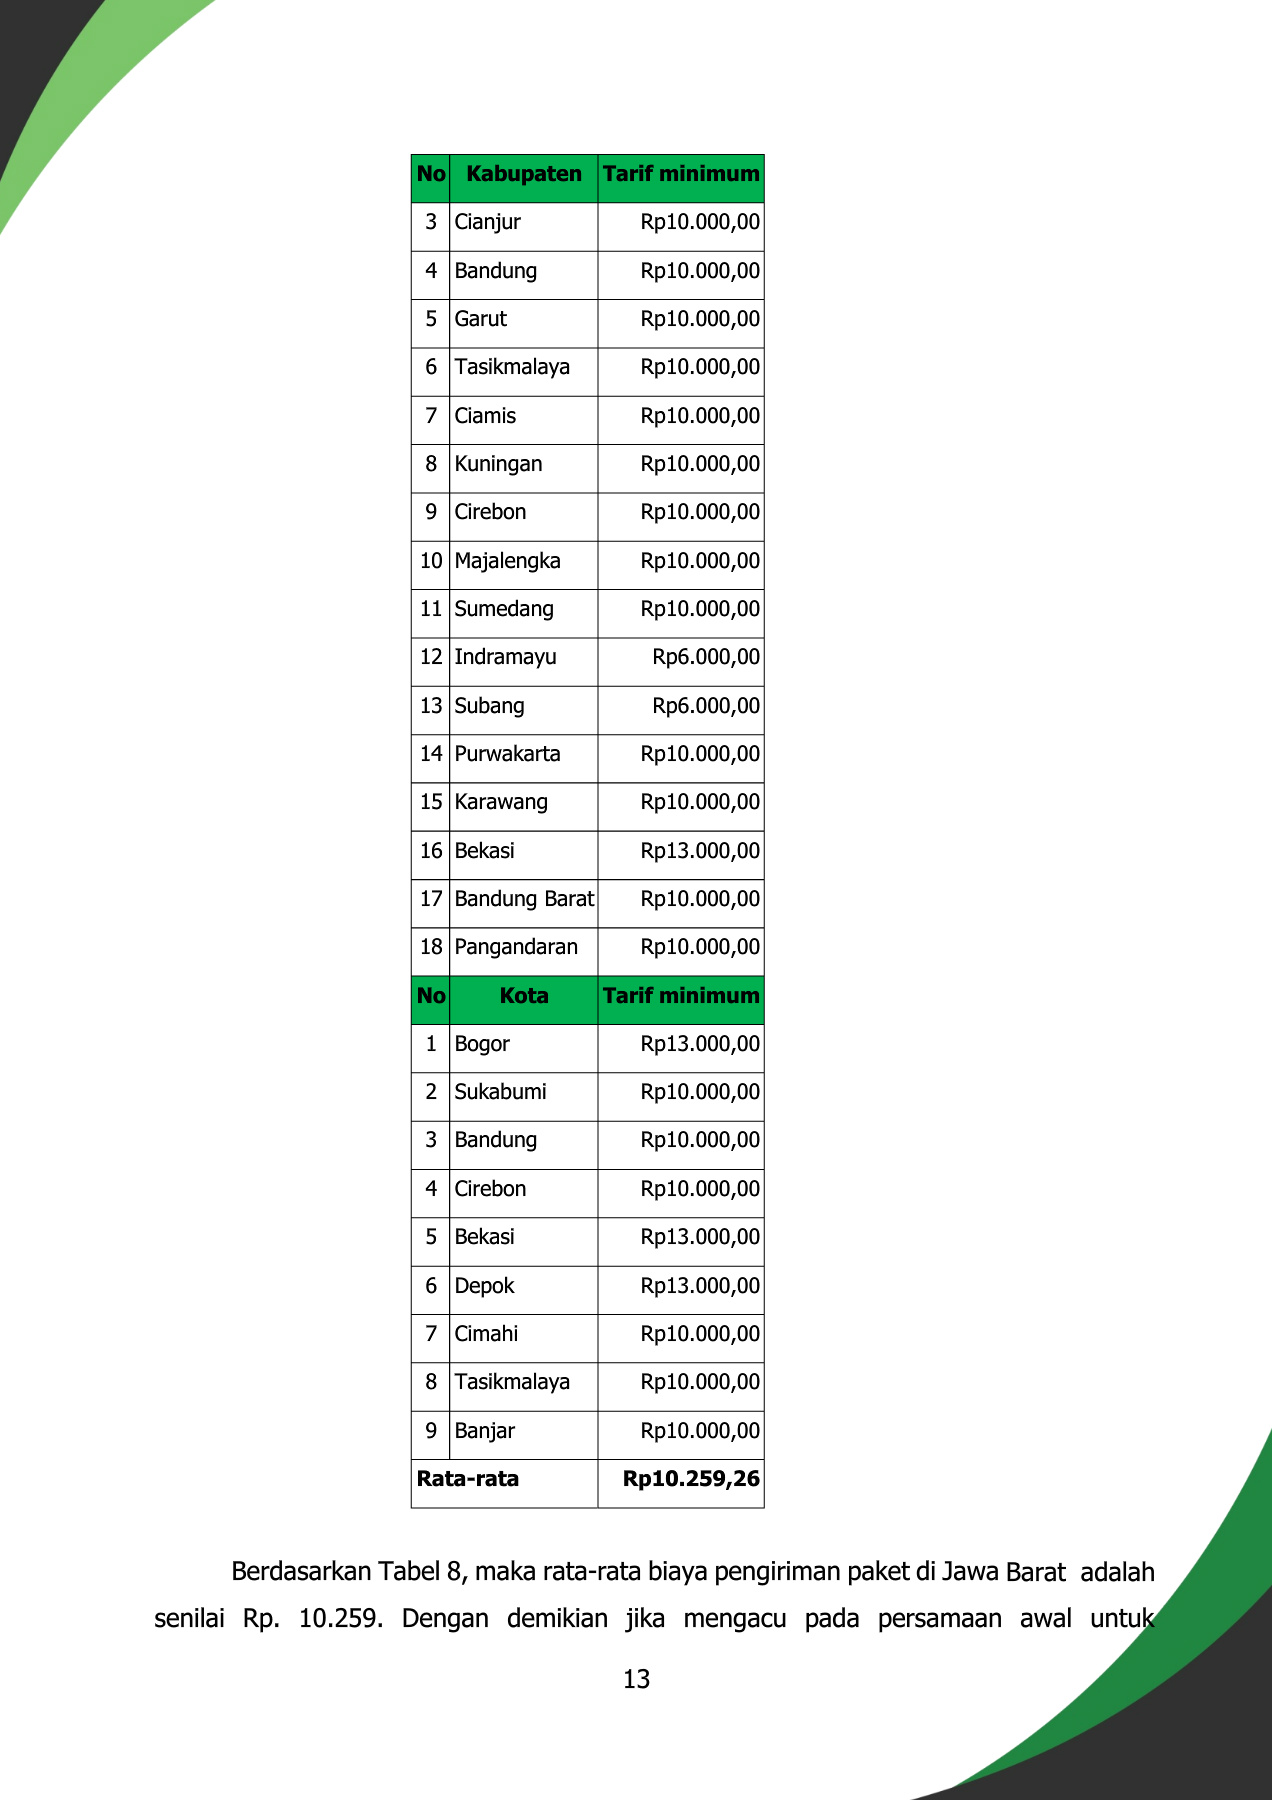 No Kabupaten Tarif minimum
3 Cianjur Rp10.000,00
4 Bandung Rp10.000,00
5 Garut Rp10.000,00
6 Tasikmalaya Rp10.000,00
7 Ciamis Rp10.000,00
8 Kuningan Rp10.000,00
9 Cirebon Rp10.000,00
10 Majalengka Rp10.000,00
11 Sumedang Rp10.000,00
12 Indramayu Rp6.000,00
13 Subang Rp6.000,00
14 Purwakarta Rp10.000,00
15 Karawang Rp10.000,00
16 Bekasi Rp13.000,00
17 Bandung Barat Rp10.000,00
18 Pangandaran Rp10.000,00
No Kota Tarif minimum
1 Bogor Rp13.000,00
2 Sukabumi Rp10.000,00
3 Bandung Rp10.000,00
4 Cirebon Rp10.000,00
5 Bekasi Rp13.000,00
6 Depok Rp13.000,00
7 Cimahi Rp10.000,00
8 Tasikmalaya Rp10.000,00
9 Banjar Rp10.000,00
Rata-rata Rp10.259,26
Berdasarkan Tabel 8, maka rata-rata biaya pengiriman paket di Jawa Barat adalah
senilai Rp. 10.259. Dengan demikian jika mengacu pada persamaan awal untuk
13